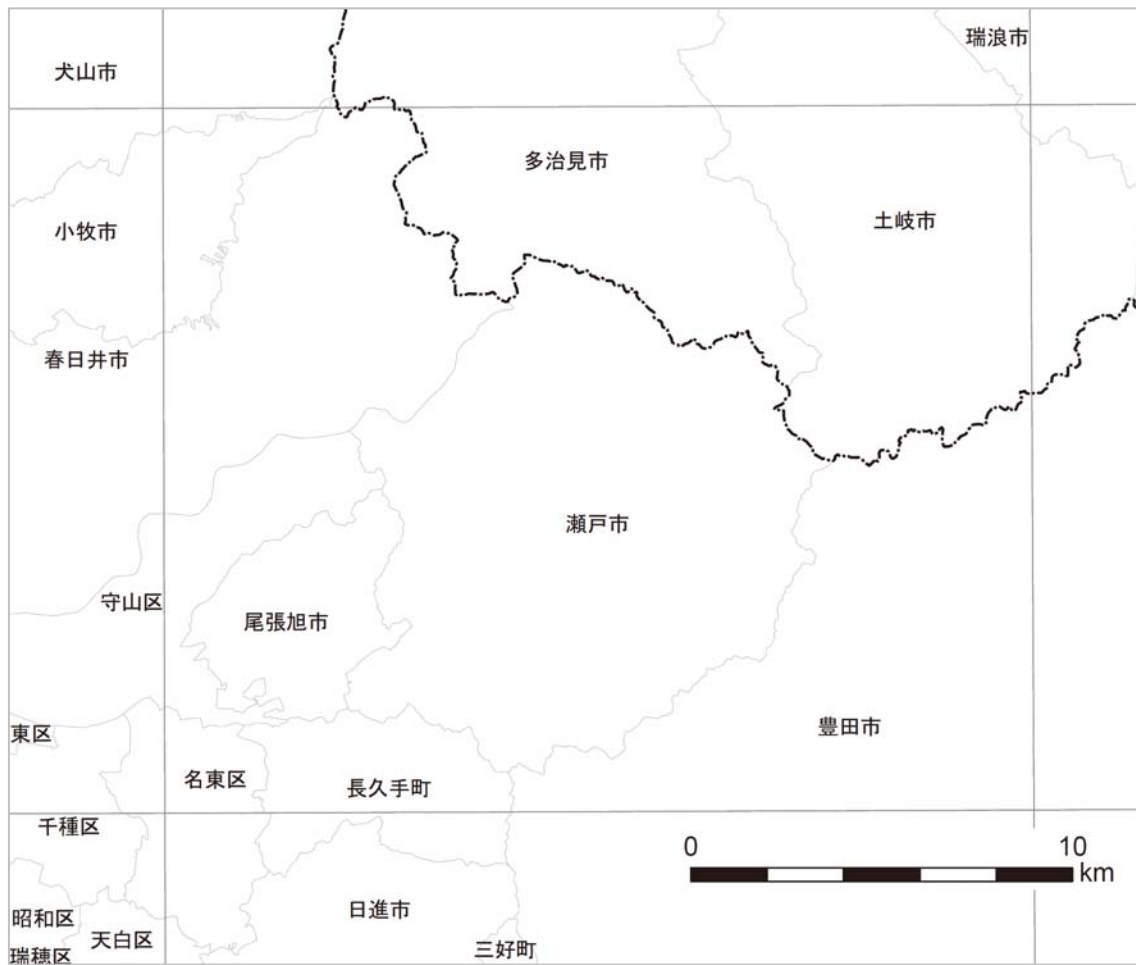 瑞浪市
犬山市
多治見市
土岐市
小牧市
春日井市
瀬戸市
守山区
尾張旭市
豊田市
東区
名東区
長久手町
千種区
0 10
km
昭和区
日進市
天白区
三好町
瑞穂区